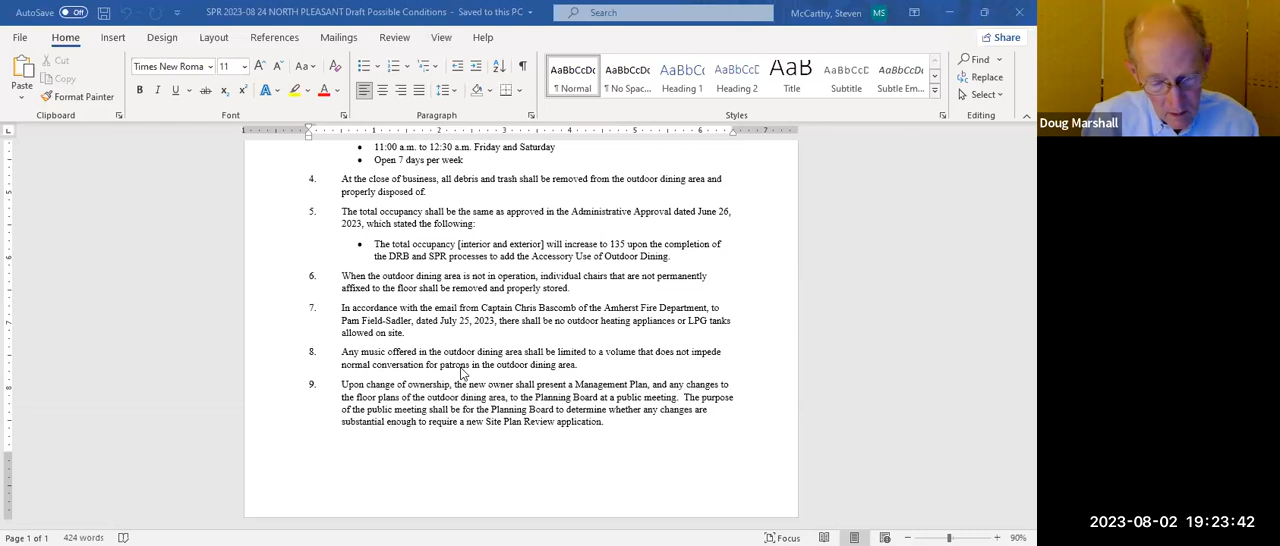 AutoSave Off
SPR 2023-08 24 NORTH PLEASANT Draft Possible Conditions - Saved to this PC
Search
McCarthy, Steven MS
File Home Insert Draw Design Layout References Mailings Review View Help
Share
Paste
Cut
Copy
Format Painter
Clipboard
Times New Roma 11
Font
Paragraph
AaBbCcDc AaBbCcDc AaBbCc AaBbCcD AaB AaBbCcD AaBbCcDc
¶ Normal ¶ No Spac... Heading 1 Heading 2 Title Subtitle Subtle Em...
Styles
Find
Replace
Select
Editing
Doug Marshall
1 1 2 3 4 5 6 7
• 11:00 a.m. to 12:30 a.m. Friday and Saturday
• Open 7 days per week
4. At the close of business, all debris and trash shall be removed from the outdoor dining area and
properly disposed of.
5. The total occupancy shall be the same as approved in the Administrative Approval dated June 26,
2023, which stated the following:
• The total occupancy [interior and exterior] will increase to 135 upon the completion of
the DRB and SPR processes to add the Accessory Use of Outdoor Dining.
6. When the outdoor dining area is not in operation, individual chairs that are not permanently
affixed to the floor shall be removed and properly stored.
7. In accordance with the email from Captain Chris Bascomb of the Amherst Fire Department, to
Pam Field-Sadler, dated July 25, 2023, there shall be no outdoor heating appliances or LPG tanks
allowed on site.
8. Any music offered in the outdoor dining area shall be limited to a volume that does not impede
normal conversation for patrons in the outdoor dining area.
9. Upon change of ownership, the new owner shall present a Management Plan, and any changes to
the floor plans of the outdoor dining area, to the Planning Board at a public meeting. The purpose
of the public meeting shall be for the Planning Board to determine whether any changes are
substantial enough to require a new Site Plan Review application.
2023-08-02 19:23:42
Page 1 of 1 424 words
Focus
90%